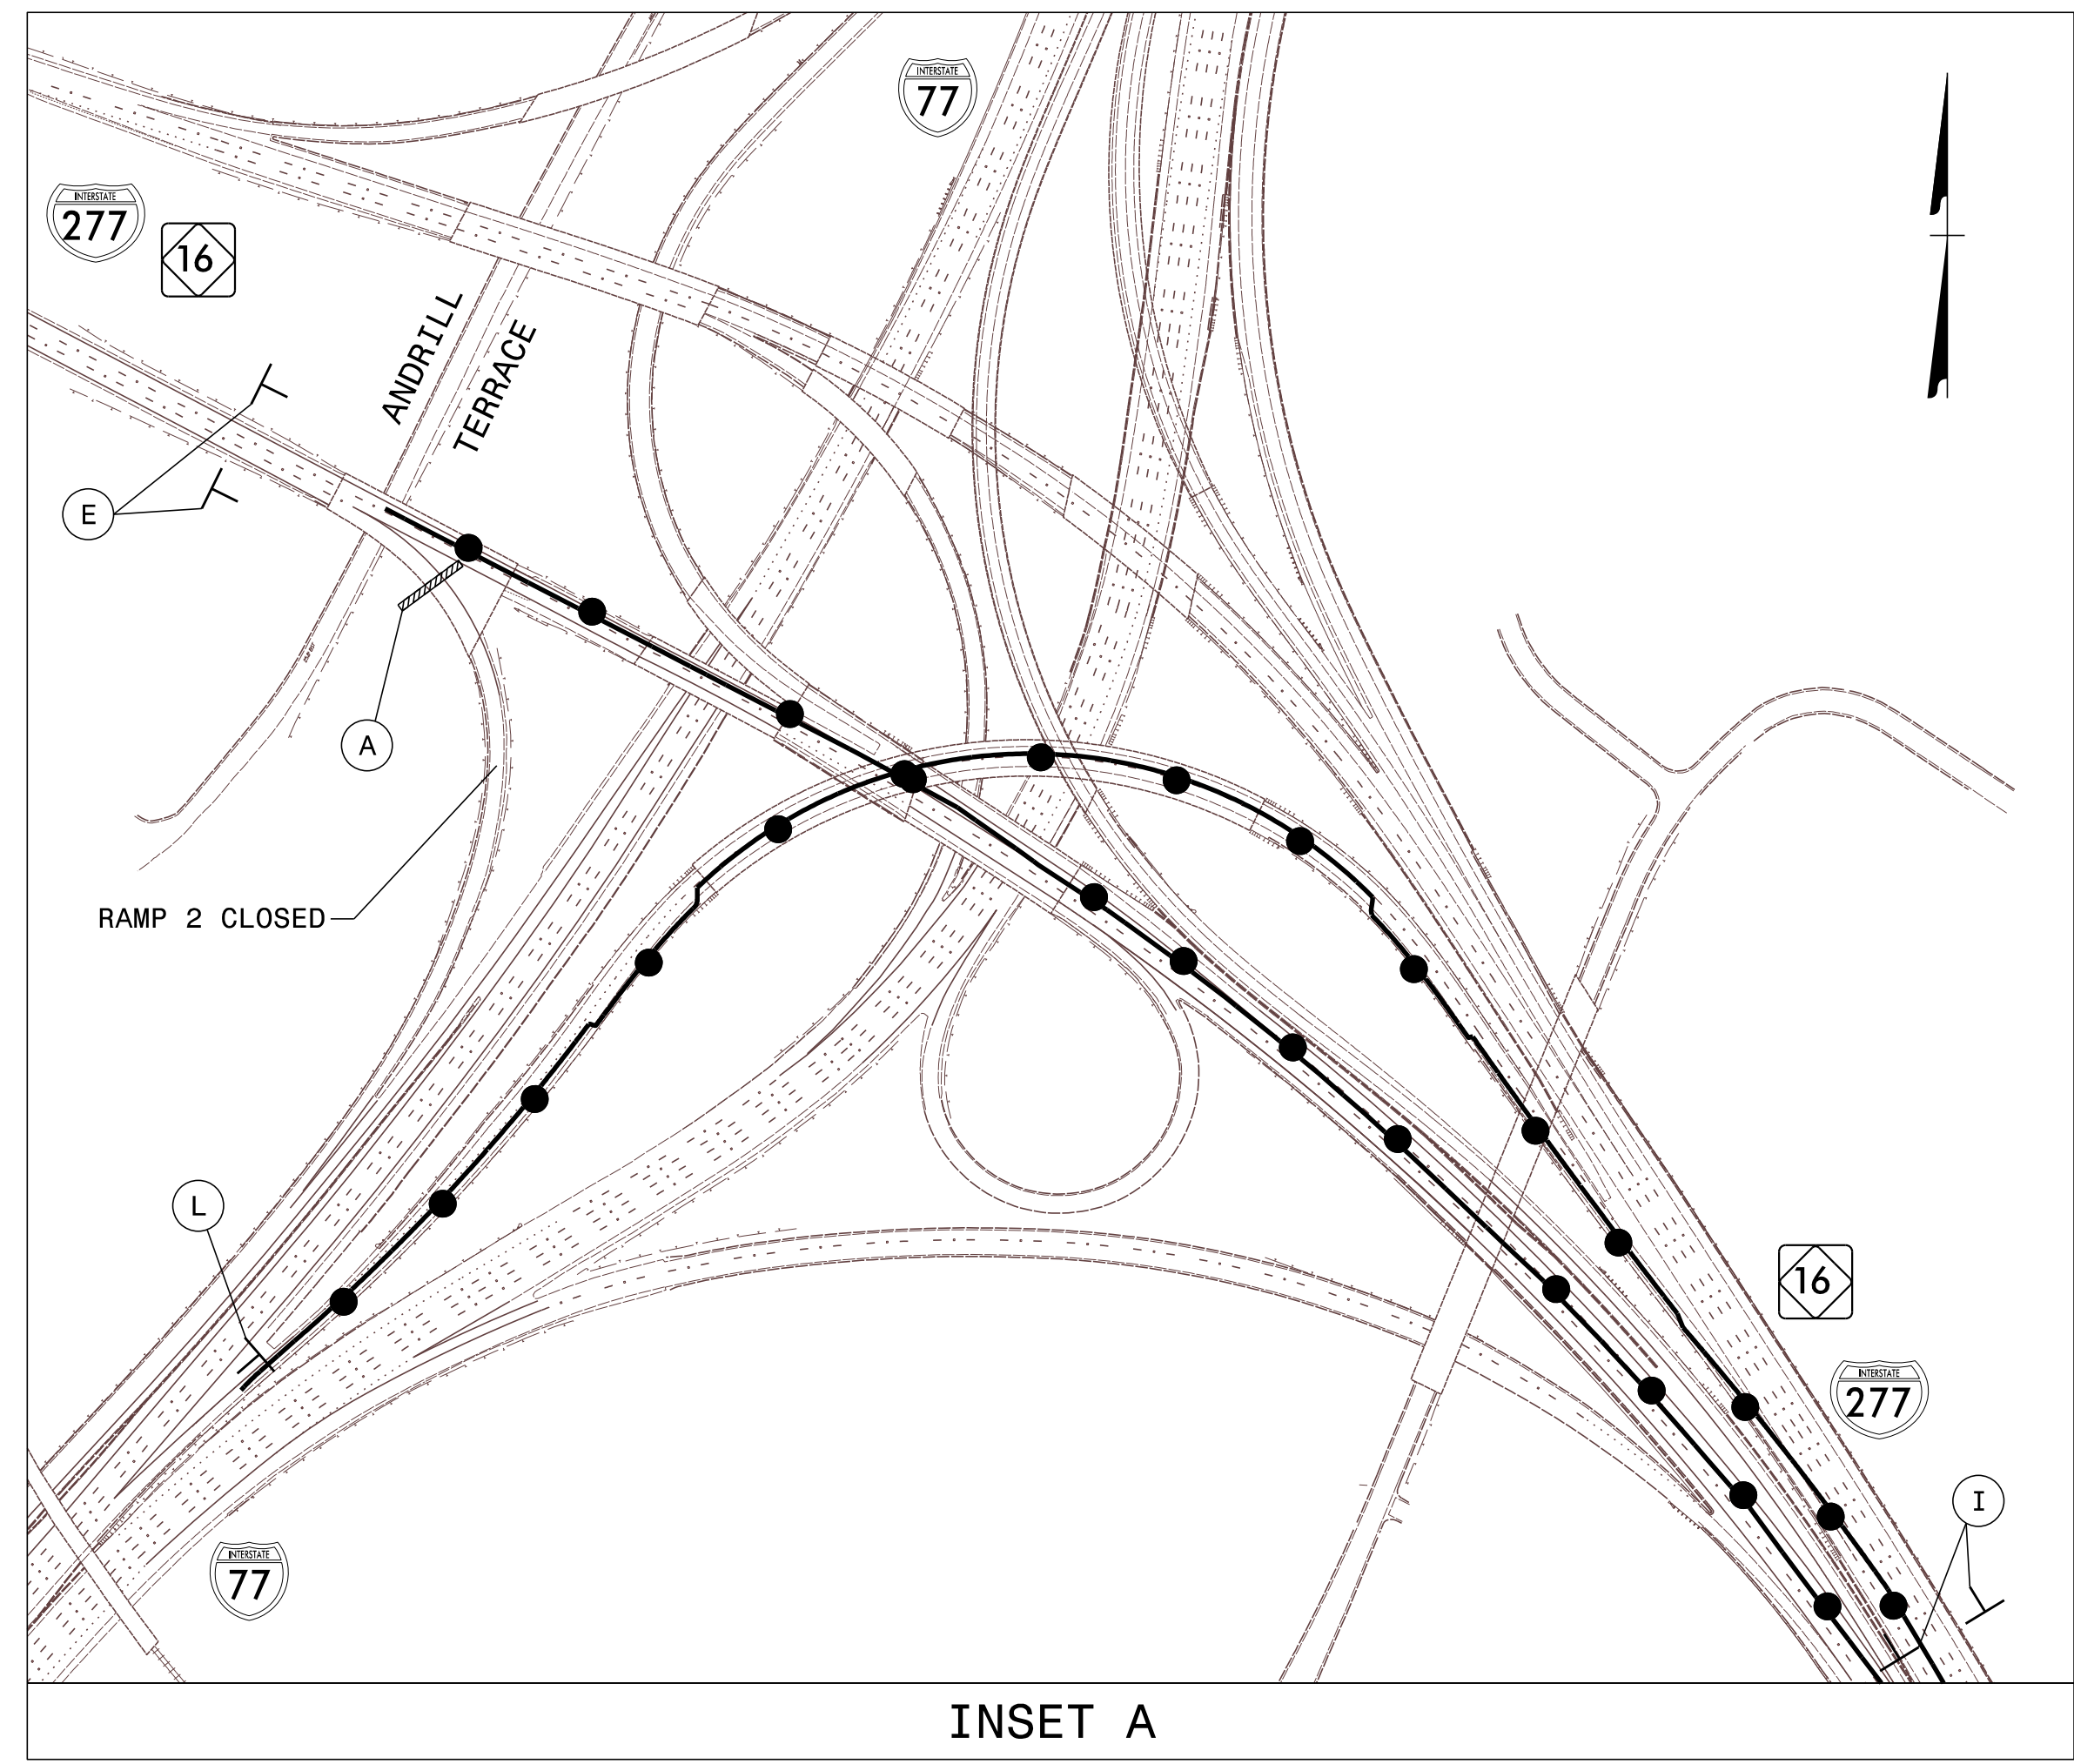 INTERSTATE
77
INTERSTATE
277
16
ANDRILL
TERRACE
E
A
RAMP 2 CLOSED
L
16
INTERSTATE
277
I
INTERSTATE
77
INSET A